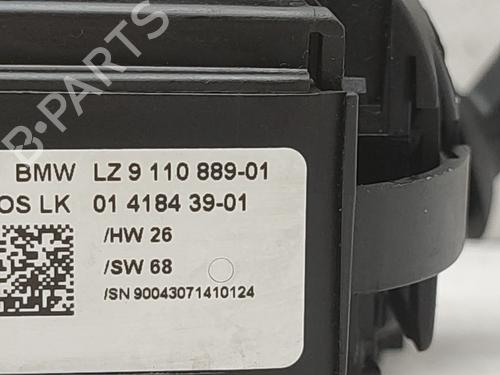 B-PARTS
BMW LZ 9 110 889-01
OS LK 01 4184 39-01
/HW 26
/SW 68
/SN 90043071410124